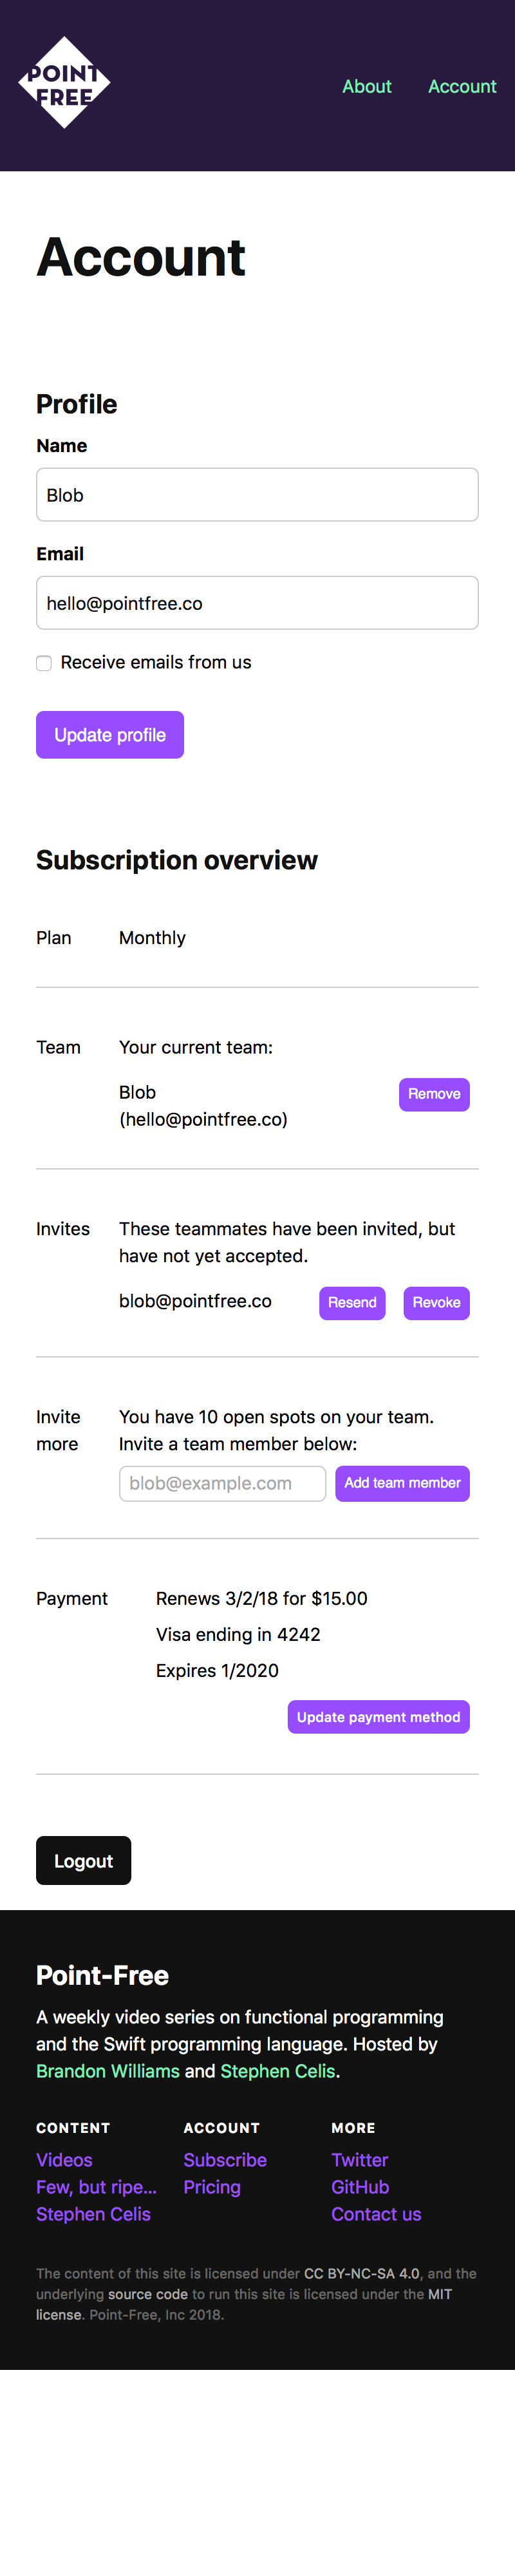 POINT
FREE
About
Account
Account
Profile
Name
Blob
Email
hello@pointfree.co
Receive emails from us
Update profile
Subscription overview
Plan
Monthly
Team
Your current team:
Blob
(hello@pointfree.co)
Remove
Invites
These teammates have been invited, but
have not yet accepted.
blob@pointfree.co
Resend
Revoke
Invite
more
You have 10 open spots on your team.
Invite a team member below:
blob@example.com
Add team member
Payment
Renews 3/2/18 for $15.00
Visa ending in 4242
Expires 1/2020
Update payment method
Logout
Point-Free
A weekly video series on functional programming
and the Swift programming language. Hosted by
Brandon Williams and Stephen Celis.
CONTENT
Videos
Few, but ripe...
Stephen Celis
ACCOUNT
Subscribe
Pricing
MORE
Twitter
GitHub
Contact us
The content of this site is licensed under CC BY-NC-SA 4.0, and the
underlying source code to run this site is licensed under the MIT
license. Point-Free, Inc 2018.